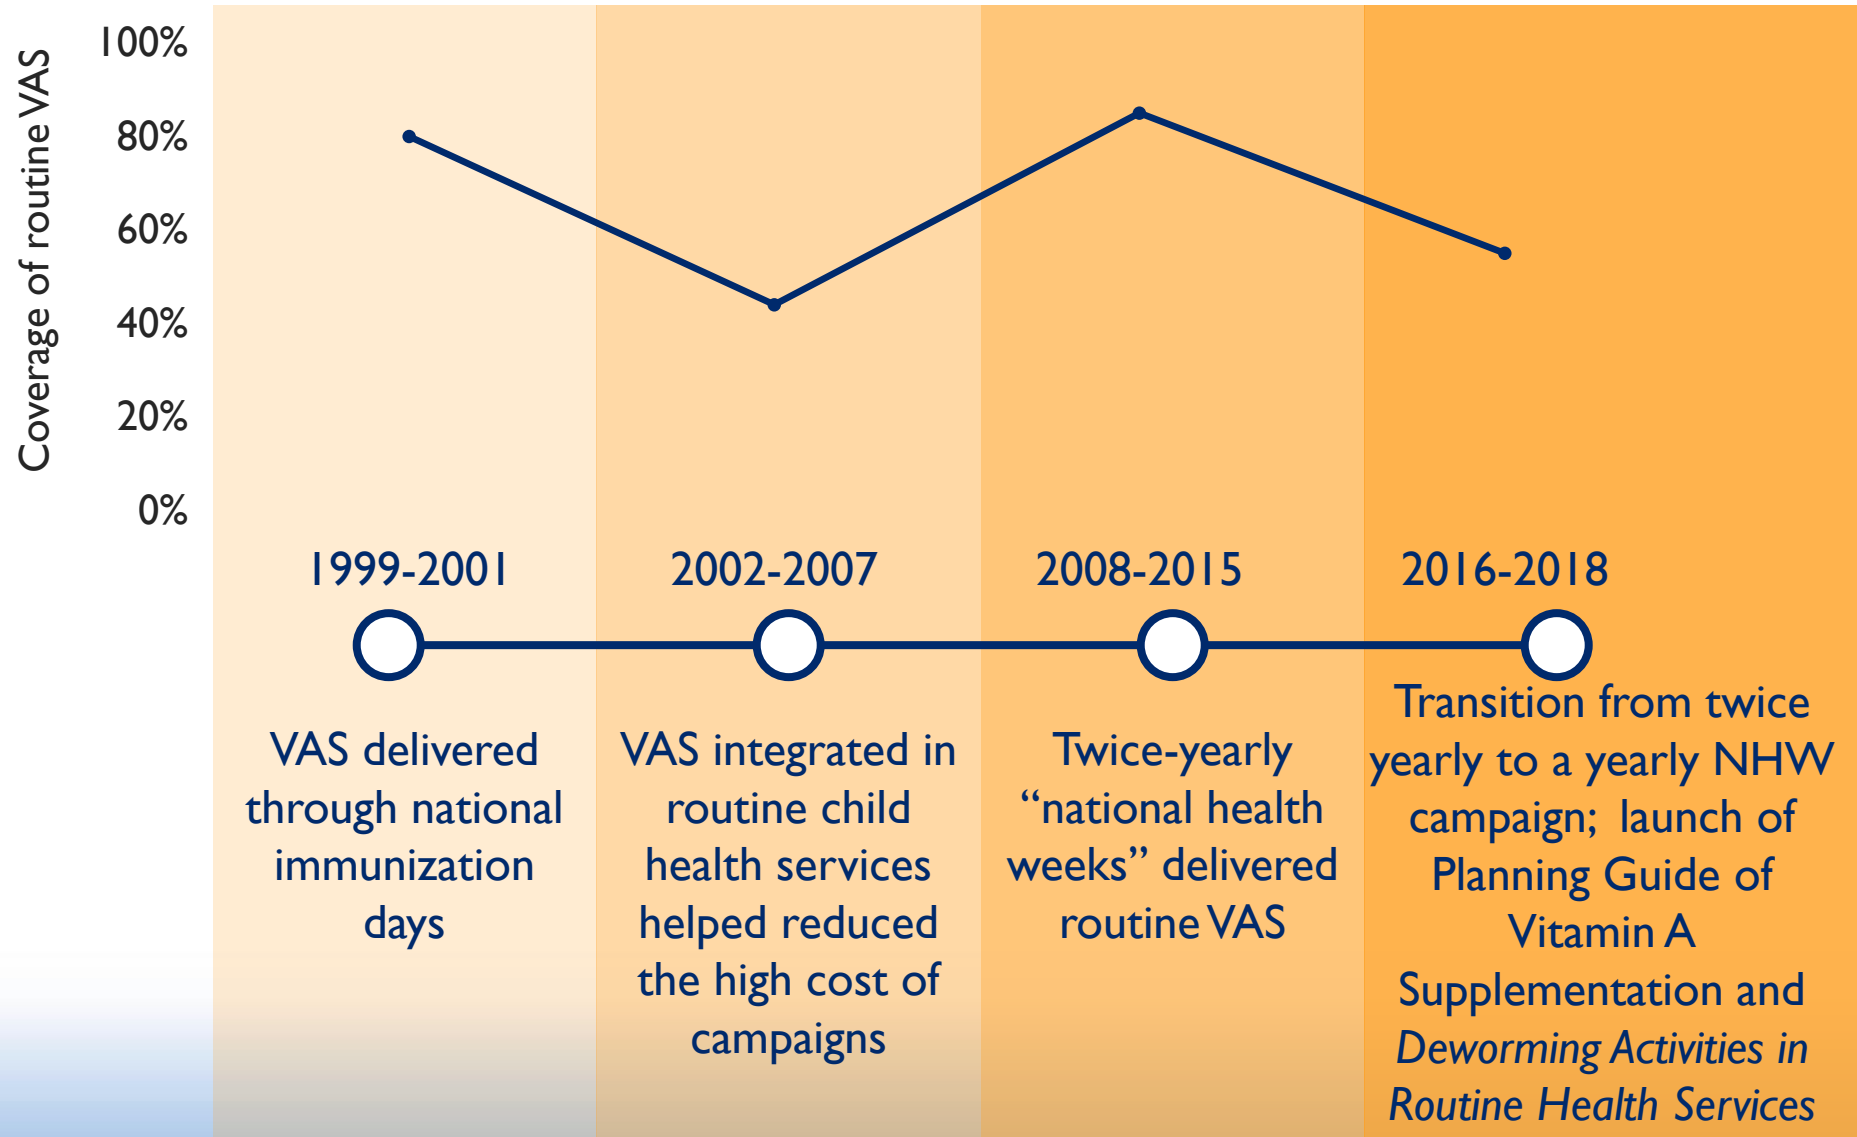 Coverage of routine VAS
100%
80%
60%
40%
20%
0%
1999-2001
2002-2007
2008-2015
2016-2018
VAS delivered
through national
immunization
days
VAS integrated in
routine child
health services
helped reduced
the high cost of
campaigns
Twice-yearly
“national health
weeks” delivered
routine VAS
Transition from twice
yearly to a yearly NHW
campaign; launch of
Planning Guide of
Vitamin A
Supplementation and
Deworming Activities in
Routine Health Services